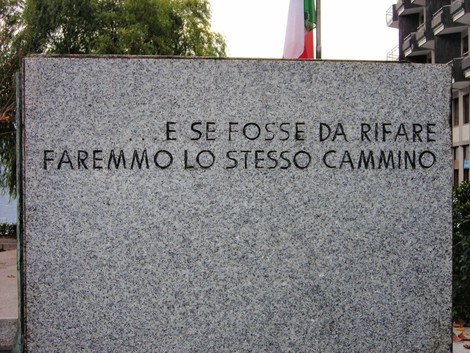 ... E SE FOSSE DA RIFARE
FAREMMO LO STESSO CAMMINO